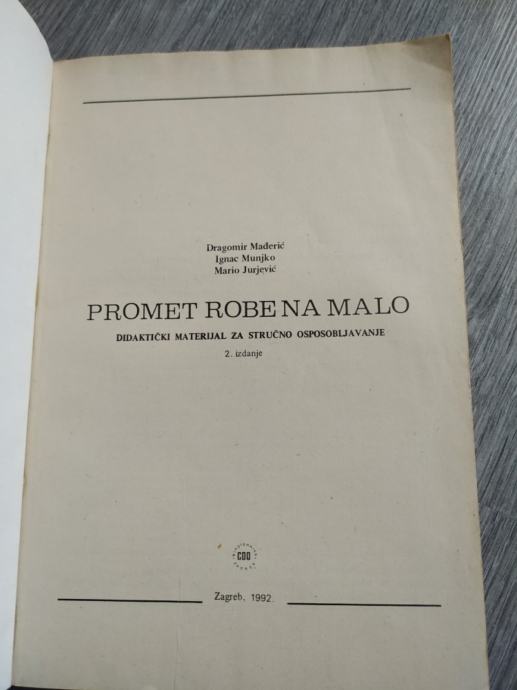 Dragomir Maderić
Ignac Munjko
Mario Jurjević
PROMET ROBE NA MALO
DIDAKTIČKI MATERIJAL ZA STRUČNO OSPOSOBLJAVANJE
2. izdanje
CDO
Zagreb, 1992.